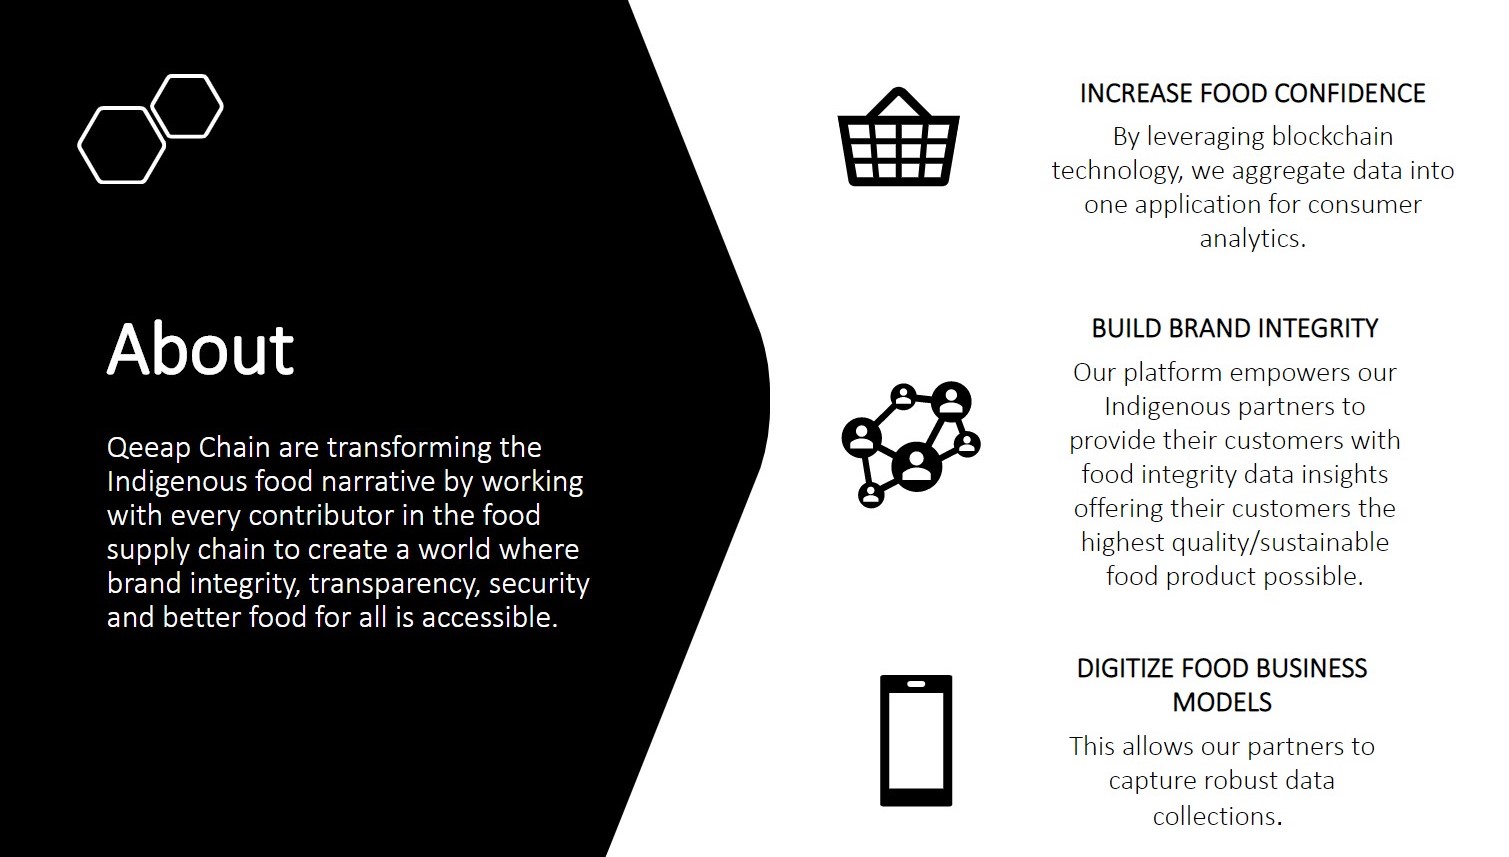 About
Qeeap Chain are transforming the
Indigenous food narrative by working
with every contributor in the food
supply chain to create a world where
brand integrity, transparency, security
and better food for all is accessible.
INCREASE FOOD CONFIDENCE
By leveraging blockchain
technology, we aggregate data into
one application for consumer
analytics.
BUILD BRAND INTEGRITY
Our platform empowers our
Indigenous partners to
provide their customers with
food integrity data insights
offering their customers the
highest quality/sustainable
food product possible.
DIGITIZE FOOD BUSINESS
MODELS
This allows our partners to
capture robust data
collections.